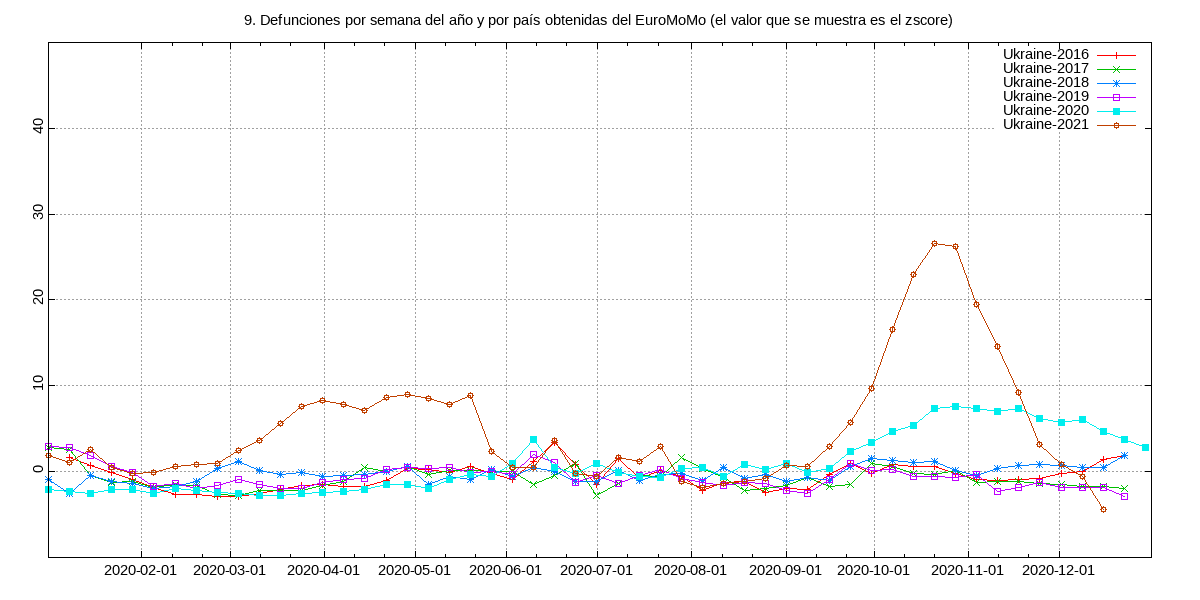 9. Defunciones por semana del año y por país obtenidas del EuroMoMo (el valor que se muestra es el zscore)
Ukraine-2016
Ukraine-2017
Ukraine-2018
Ukraine-2019
Ukraine-2020
Ukraine-2021
40
30
20
10
0
2020-02-01 2020-03-01 2020-04-01 2020-05-01 2020-06-01 2020-07-01 2020-08-01 2020-09-01 2020-10-01 2020-11-01 2020-12-01